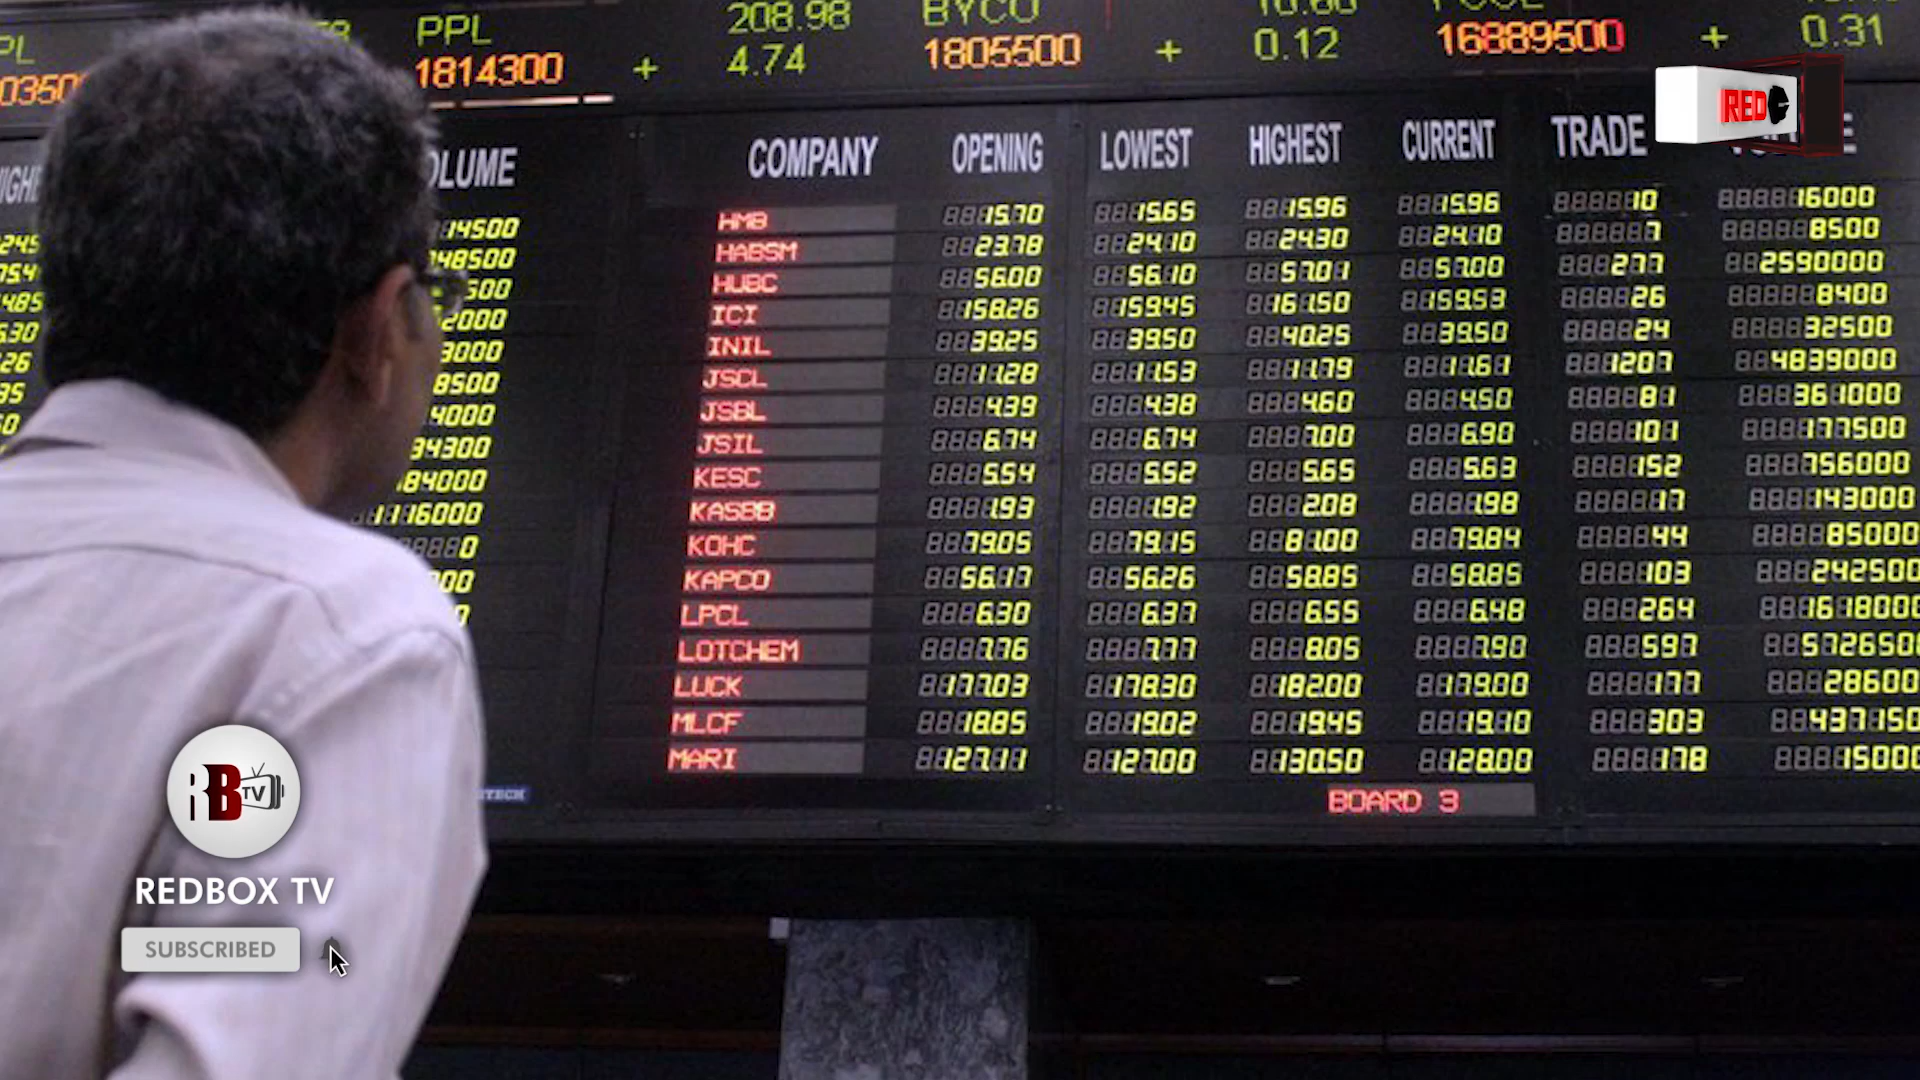 PPL 208.98 BYCO
1814300 + 4.74 1805500 + 0.12 16889500 + 0.31
RED
COMPANY OPENING LOWEST HIGHEST CURRENT TRADE
HMB 15.70 15.65 15.96 15.96 10 16000
HABSM 23.78 24.10 24.30 24.10 7 8500
HUBC 56.00 56.10 57.01 57.00 277 2590000
ICI 158.26 159.45 161.50 159.53 26 8400
INIL 39.25 39.50 40.25 39.50 24 32500
JSCL 11.28 11.53 11.79 11.61 1207 4839000
JSBL 4.39 4.38 4.60 4.50 81 361000
JSIL 6.74 6.74 7.00 6.90 101 177500
KESC 5.54 5.52 5.65 5.63 152 756000
KASBB 1.93 1.92 2.08 1.98 17 143000
KOHC 79.05 79.15 81.00 79.84 44 85000
KAPCO 56.17 56.26 58.85 58.85 103 242500
LPCL 6.30 6.37 6.55 6.48 264 1618000
LOTCHEM 7.76 7.77 8.05 7.90 597 572650
LUCK 177.03 178.30 182.00 179.00 177 28600
MLCF 18.85 19.02 19.45 19.10 303 437150
MARI 127.11 127.00 130.50 128.00 178 15000
BOARD 3
RBTV
REDBOX TV
SUBSCRIBED